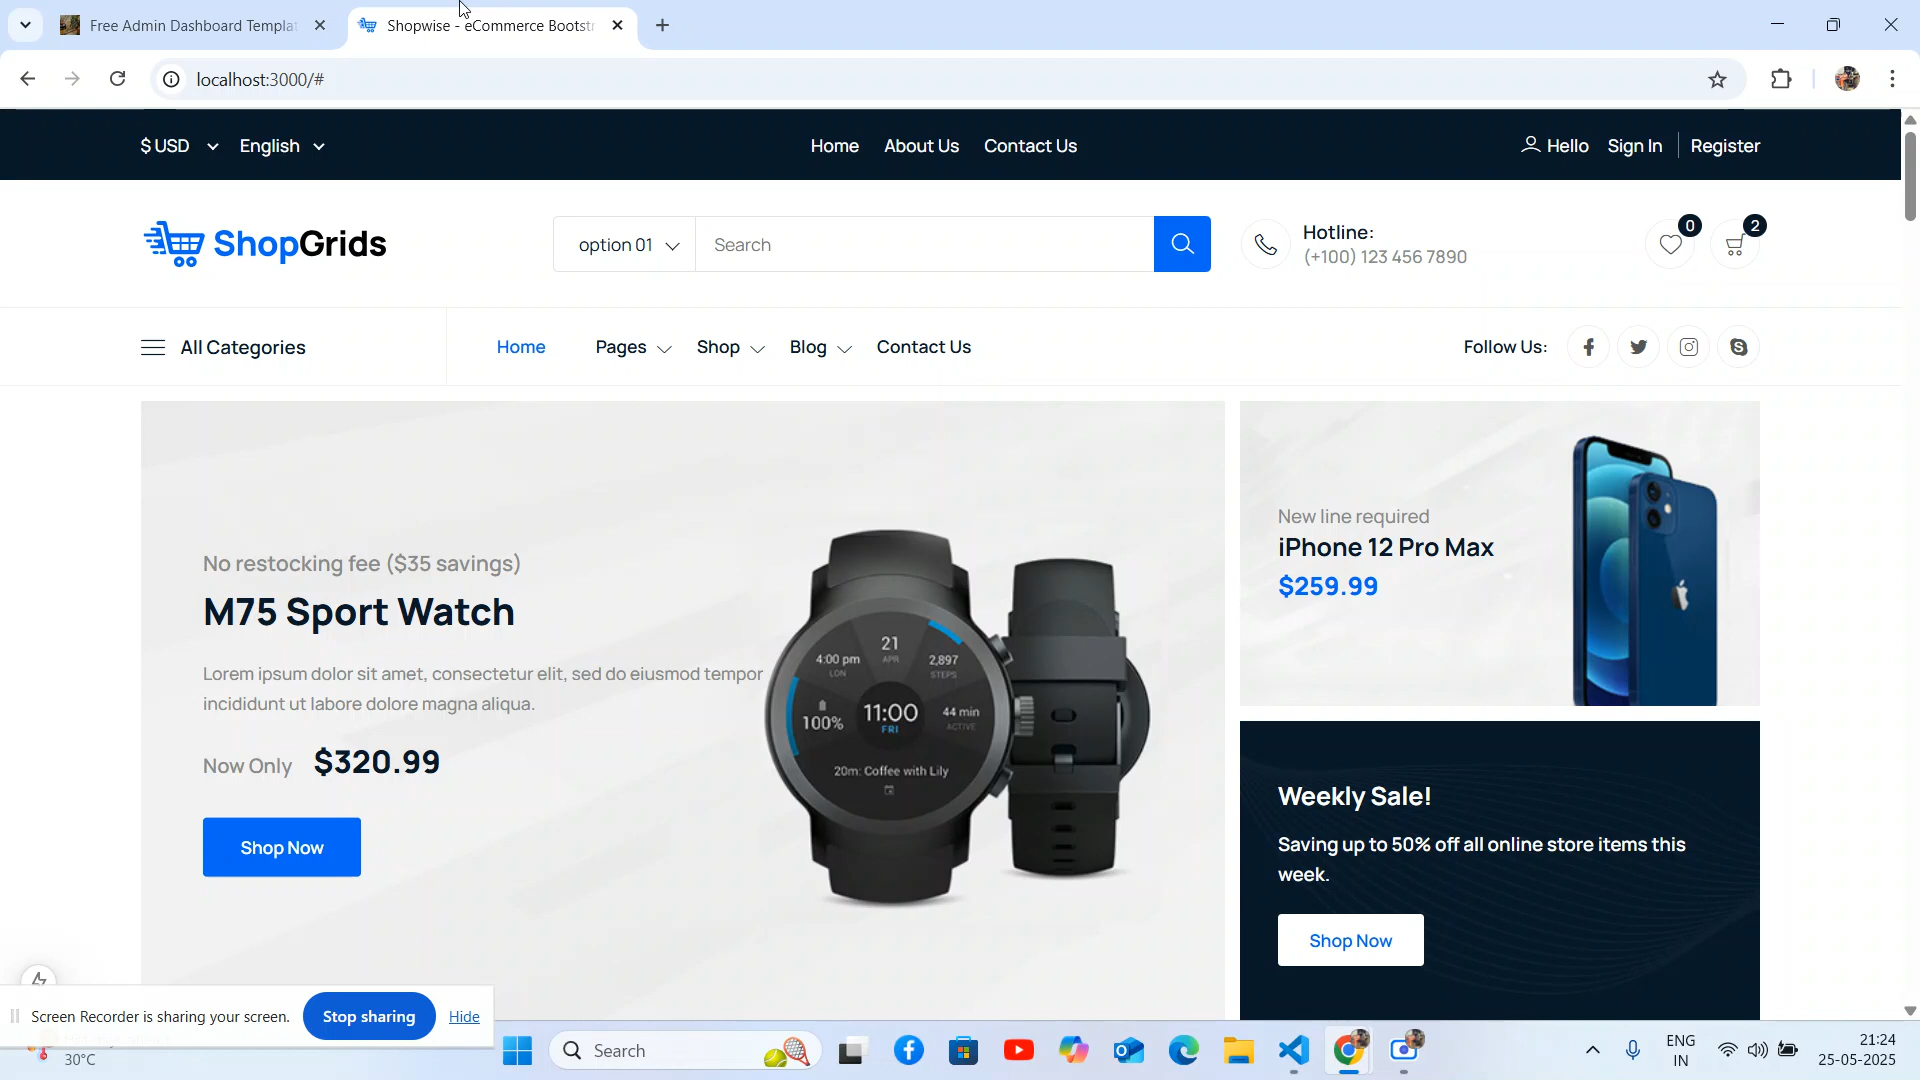 Free Admin Dashboard Templat
Shopwise - eCommerce Bootstr
localhost:3000/#
$ USD
English
Home
About Us
Contact Us
Hello
Sign In
Register
ShopGrids
option 01
Search
Hotline:
(+100) 123 456 7890
0
2
All Categories
Home
Pages
Shop
Blog
Contact Us
Follow Us:
No restocking fee ($35 savings)
M75 Sport Watch
Lorem ipsum dolor sit amet, consectetur elit, sed do eiusmod tempor
incididunt ut labore dolore magna aliqua.
Now Only $320.99
Shop Now
21
APR
4:00 pm
LON
2,897
STEPS
100%
11:00
FRI
44 min
ACTIVE
20m: Coffee with Lily
New line required
iPhone 12 Pro Max
$259.99
Weekly Sale!
Saving up to 50% off all online store items this
week.
Shop Now
Screen Recorder is sharing your screen.
Stop sharing
Hide
30°C
Search
ENG
IN
21:24
25-05-2025